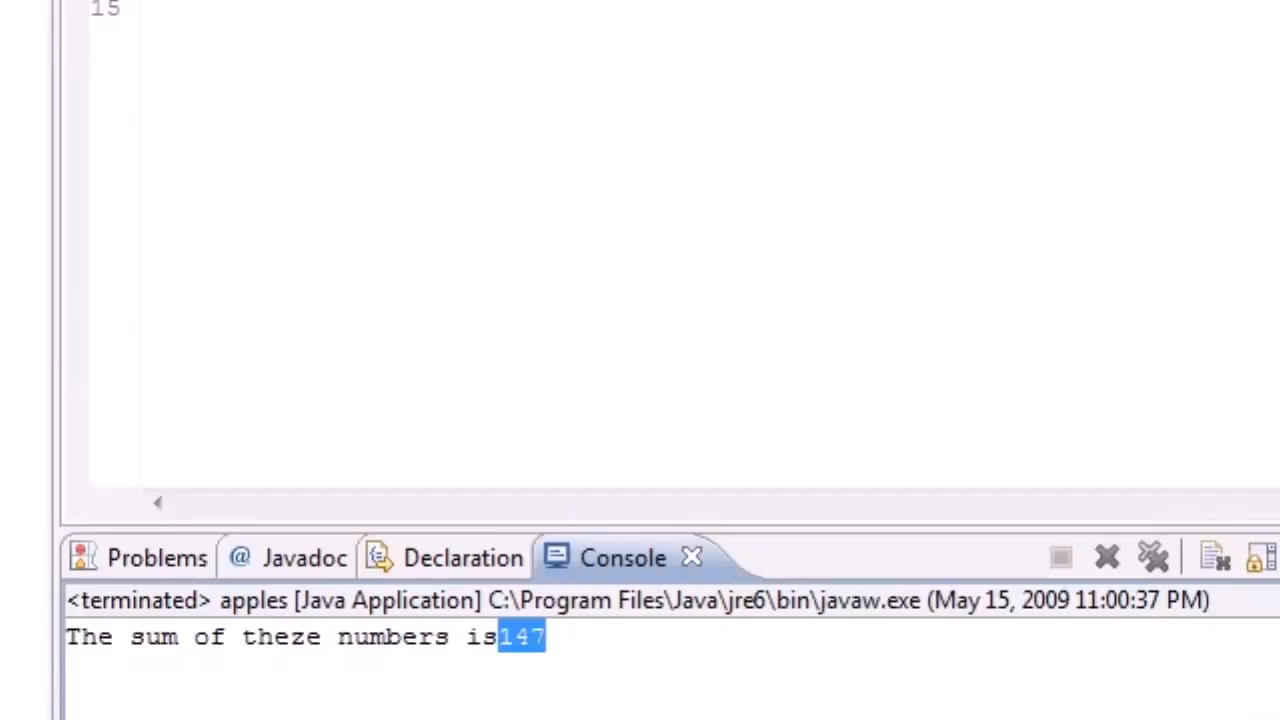 15
Problems @ Javadoc Declaration Console
<terminated> apples [Java Application] C:\Program Files\Java\jre6\bin\javaw.exe (May 15, 2009 11:00:37 PM)
The sum of theze numbers is147